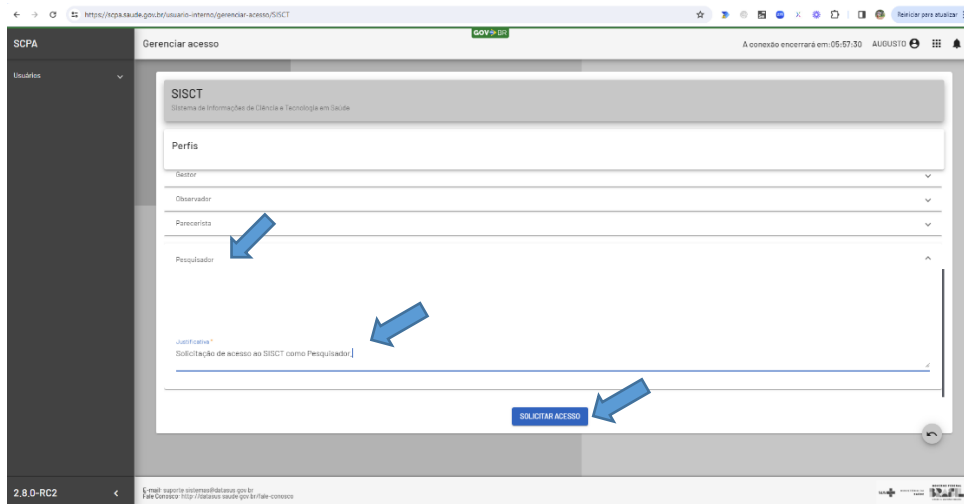 https://scpa.saude.gov.br/usuario-interno/gerenciar-acesso/SISCT
Reiniciar para atualizar
SCPA
Gerenciar acesso
GOV BR
A conexão encerrará em:05:57:30
AUGUSTO
Usuários
SISCT
Sistema de Informações de Ciência e Tecnologia em Saúde
Perfis
Gestor
Observador
Parecerista
Pesquisador
Justificativa *
Solicitação de acesso ao SISCT como Pesquisador.
SOLICITAR ACESSO
2.8.0-RC2
E-mail: suporte.sistemas@datasus.gov.br
Fale Conosco: http://datasus.saude.gov.br/fale-conosco